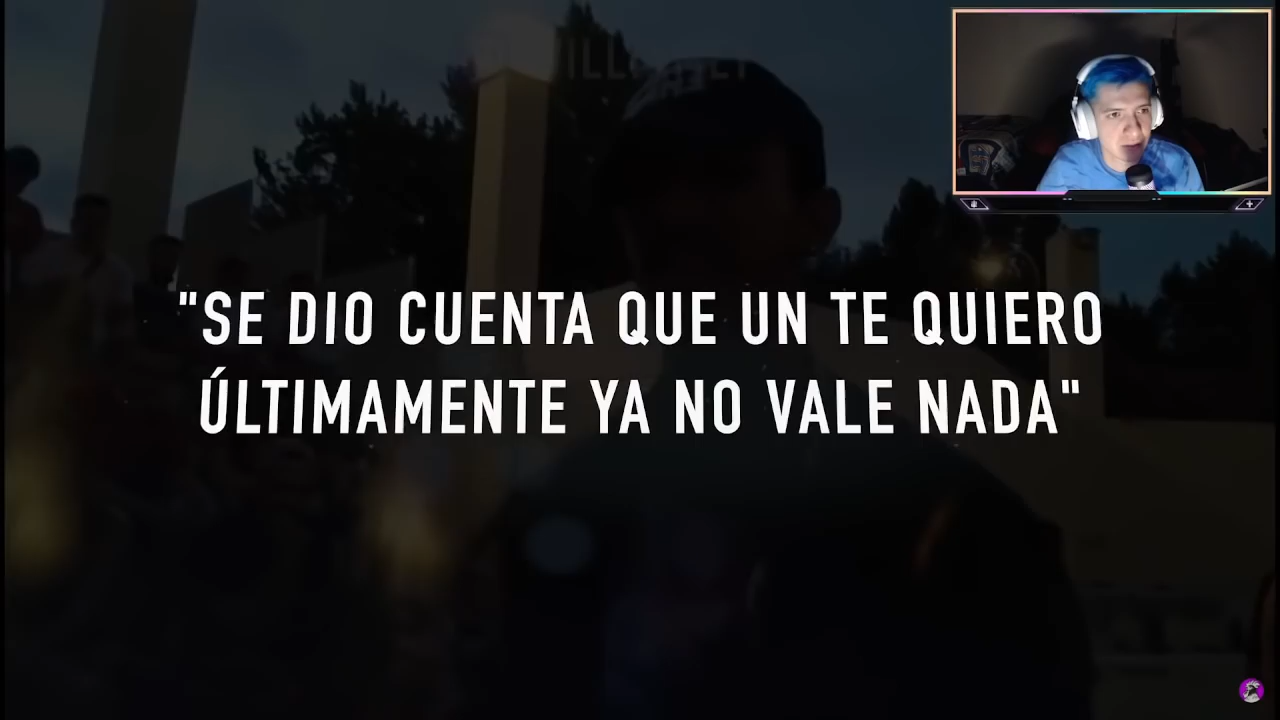 "SE DIO CUENTA QUE UN TE QUIERO
ÚLTIMAMENTE YA NO VALE NADA"